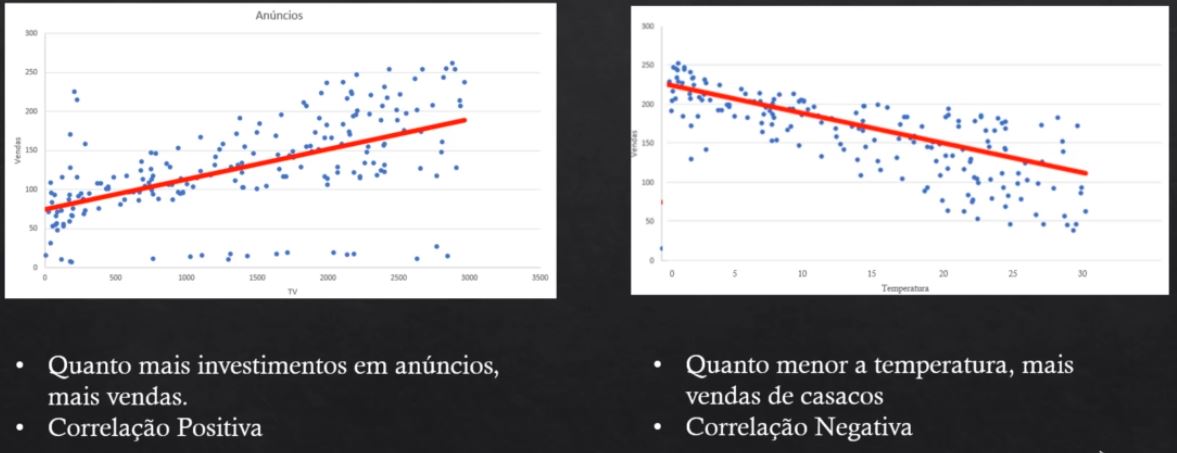 Anúncios
300
250
200
150
100
50
0
Vendas
0 500 1000 1500 2000 2500 3000 3500
TV
300
250
200
150
100
50
0
Vendas
0 5 10 15 20 25 30
Temperatura
• Quanto mais investimentos em anúncios,
mais vendas.
• Correlação Positiva
• Quanto menor a temperatura, mais
vendas de casacos
• Correlação Negativa